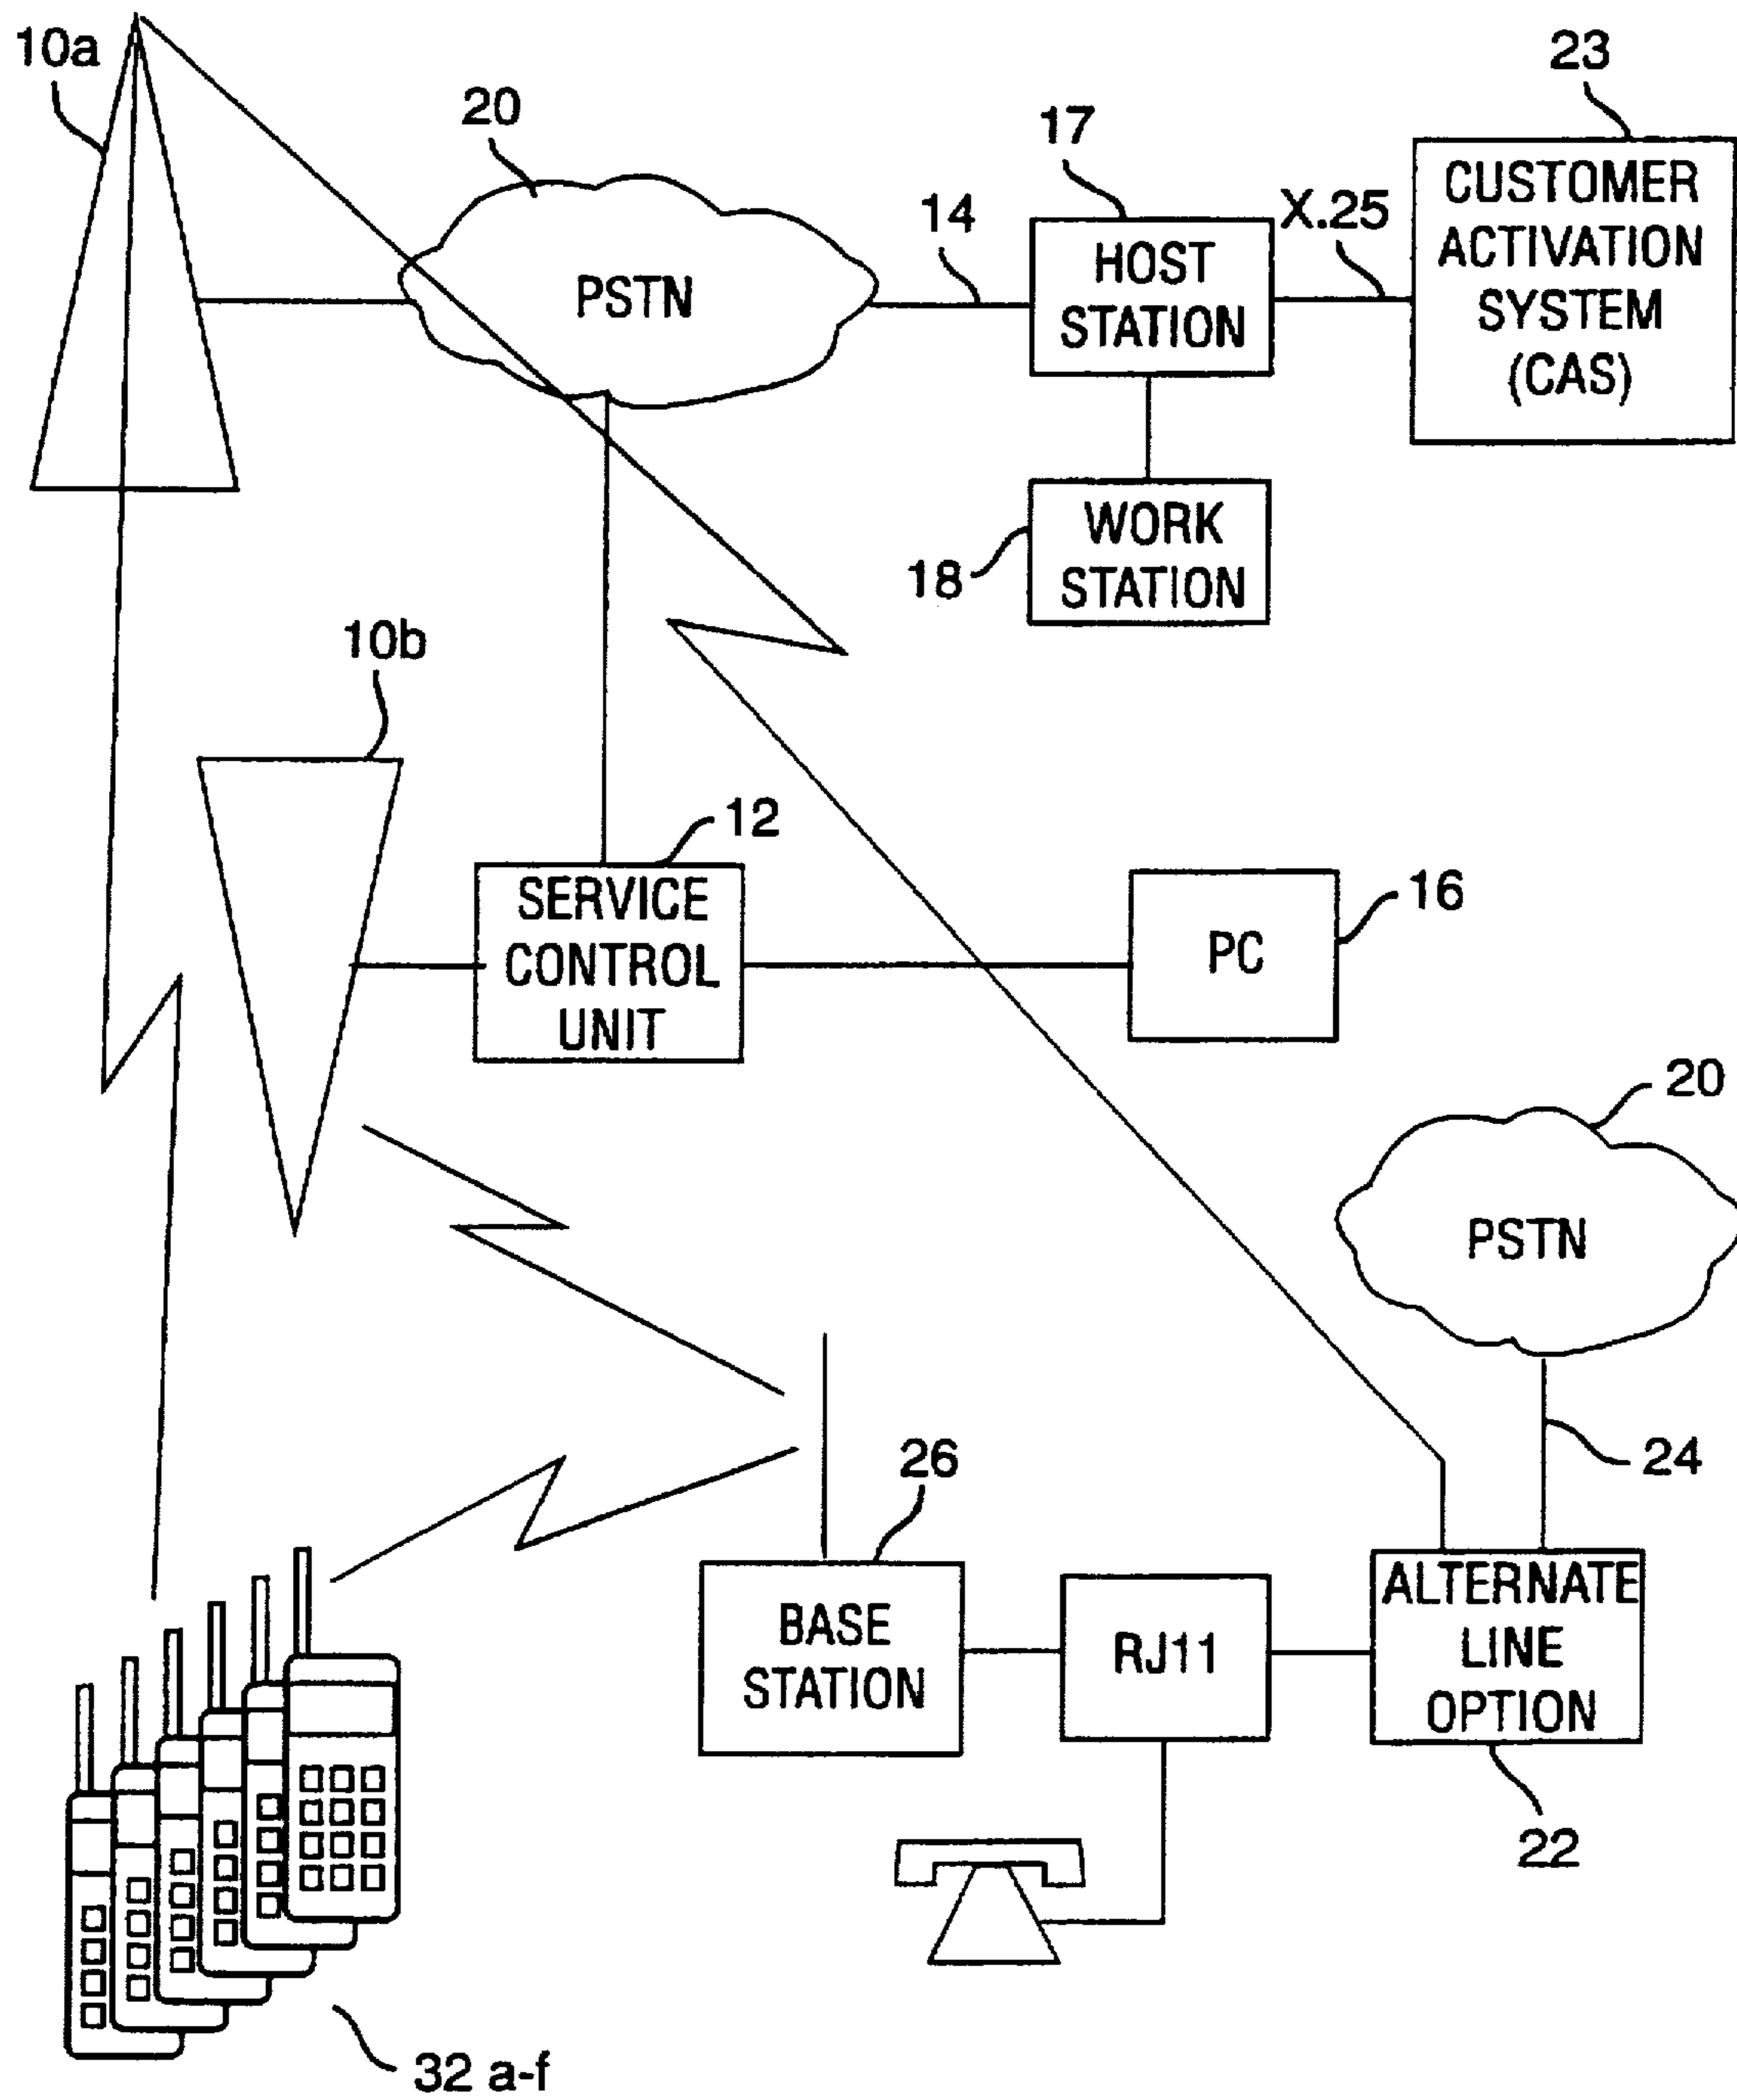 10a
20
17
23
PSTN
14
HOST
STATION
X.25
CUSTOMER
ACTIVATION
SYSTEM
(CAS)
18
WORK
STATION
10b
12
SERVICE
CONTROL
UNIT
PC
16
20
PSTN
24
26
BASE
STATION
RJ11
ALTERNATE
LINE
OPTION
22
32 a-f